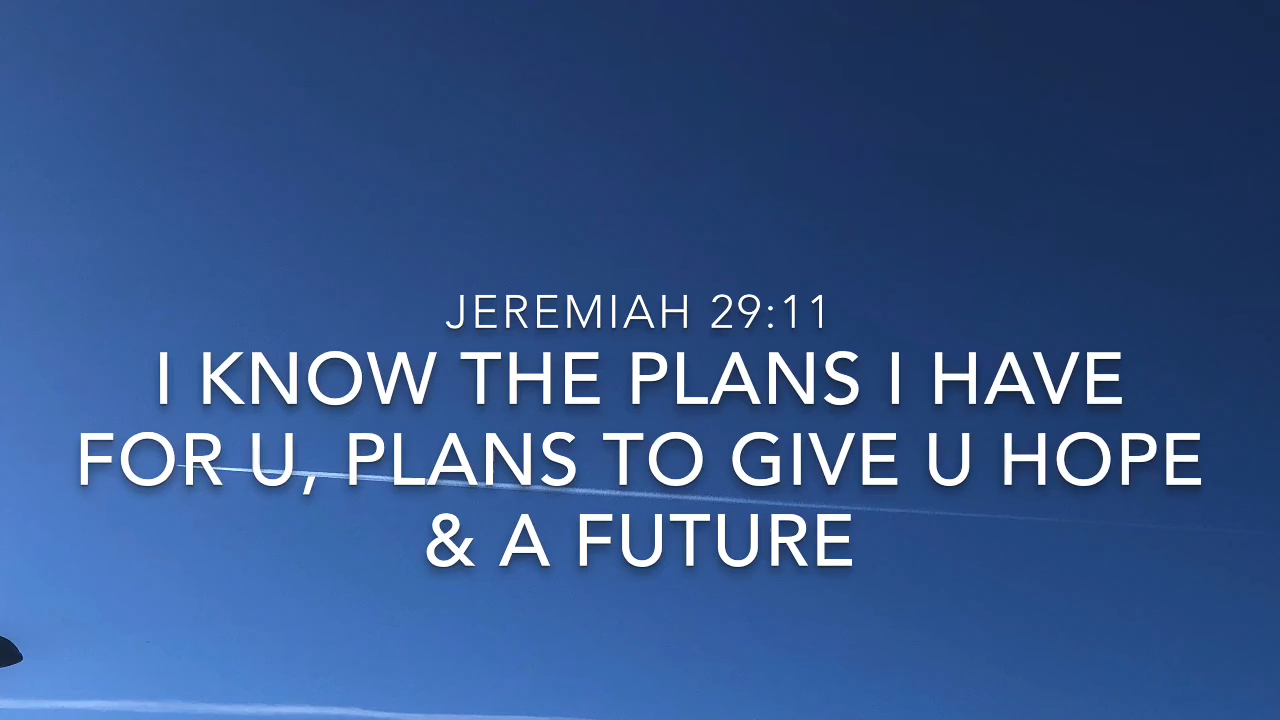 JEREMIAH 29:11
I KNOW THE PLANS I HAVE
FOR U, PLANS TO GIVE U HOPE
& A FUTURE